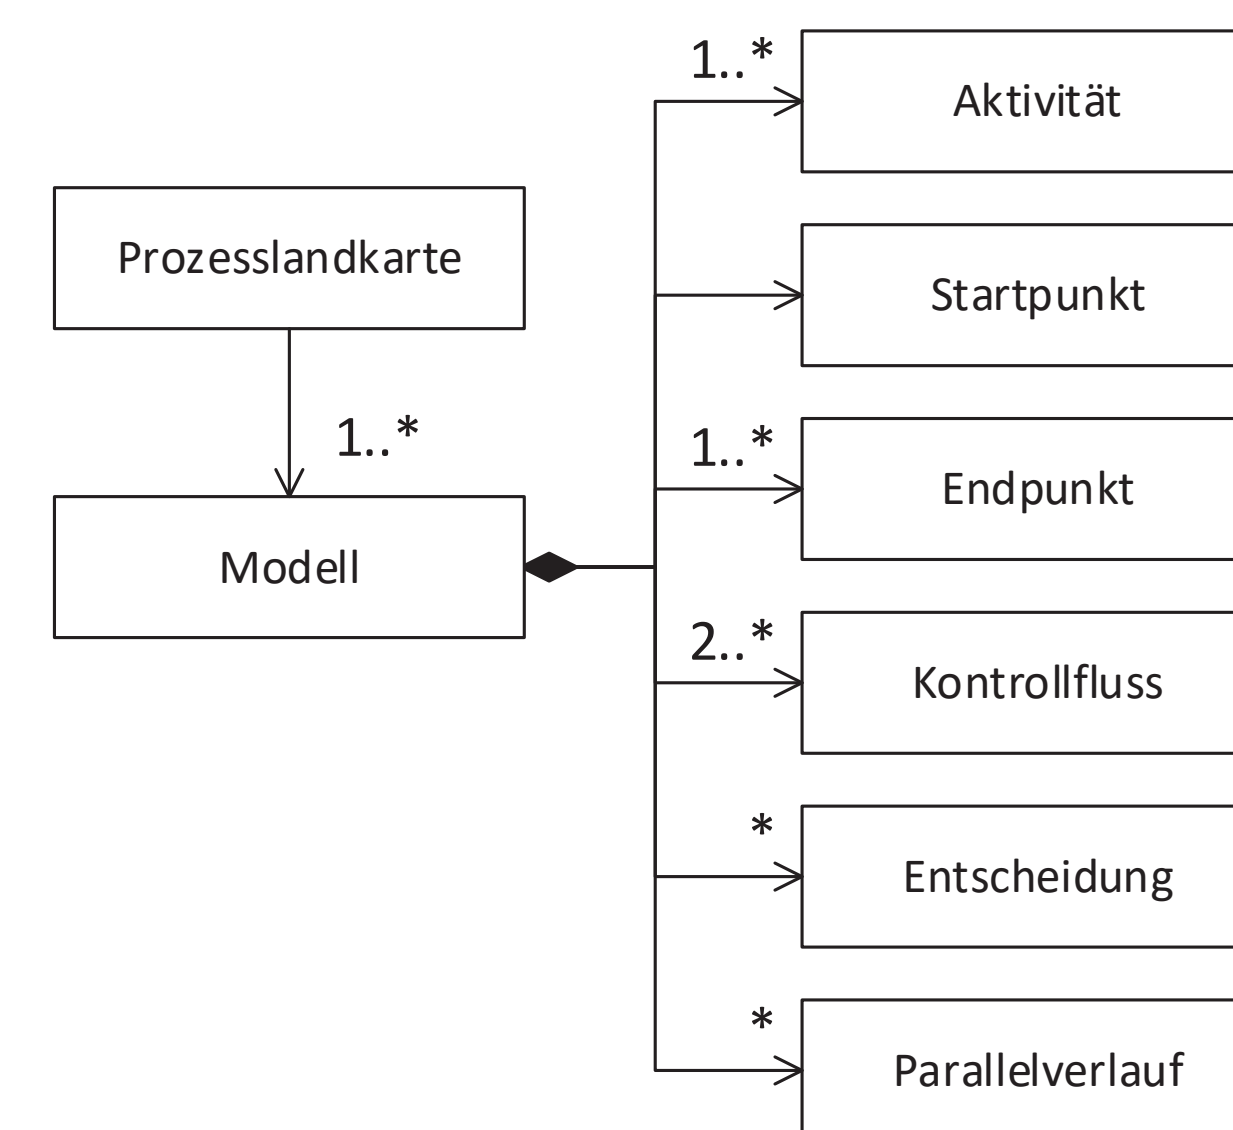 1..*
Aktivität
Prozesslandkarte
Startpunkt
1..*
1..*
Endpunkt
Modell
2..*
Kontrollfluss
*
Entscheidung
*
Parallelverlauf